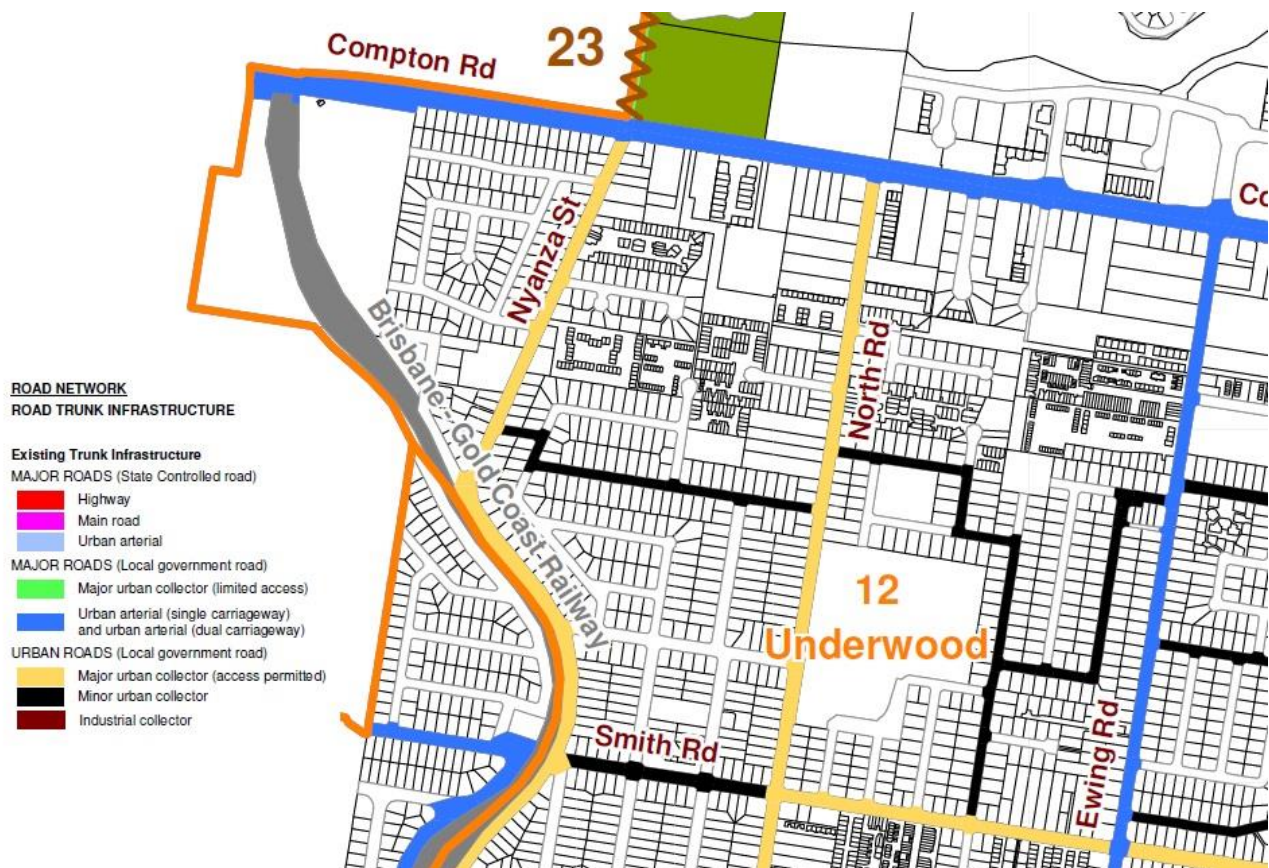 Compton Rd
23
Co
Nyanza St
Brisbane - Gold Coast Railway
North Rd
ROAD NETWORK
ROAD TRUNK INFRASTRUCTURE
Existing Trunk Infrastructure
MAJOR ROADS (State Controlled road)
Highway
Main road
Urban arterial
MAJOR ROADS (Local government road)
Major urban collector (limited access)
Urban arterial (single carriageway)
and urban arterial (dual carriageway)
URBAN ROADS (Local government road)
Major urban collector (access permitted)
Minor urban collector
Industrial collector
12
Underwood
Smith Rd
Ewing Rd